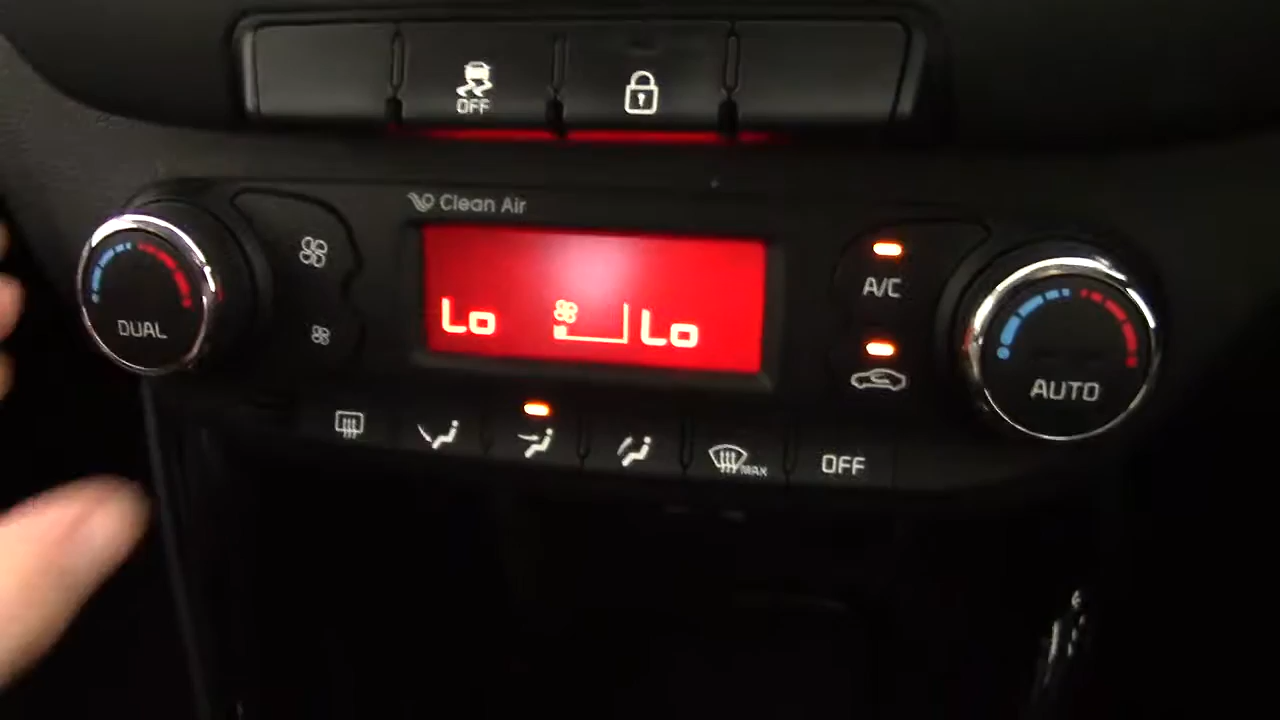 OFF
Clean Air
DUAL
Lo
Lo
A/C
AUTO
MAX
OFF